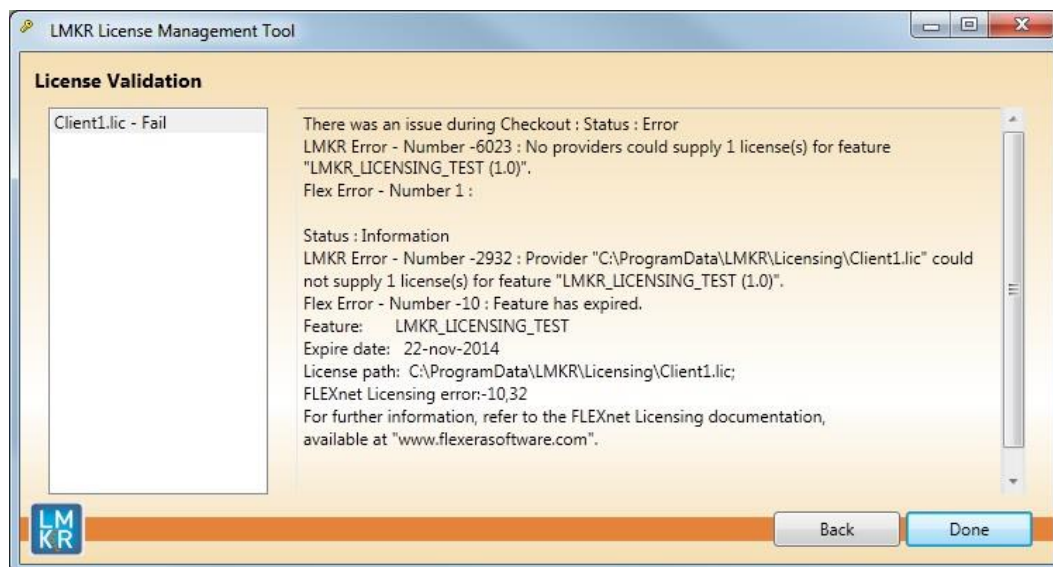 LMKR License Management Tool
License Validation
Client1.lic - Fail
There was an issue during Checkout : Status : Error
LMKR Error - Number -6023 : No providers could supply 1 license(s) for feature
"LMKR_LICENSING_TEST (1.0)".
Flex Error - Number 1 :
Status : Information
LMKR Error - Number -2932 : Provider "C:\ProgramData\LMKR\Licensing\Client1.lic" could
not supply 1 license(s) for feature "LMKR_LICENSING_TEST (1.0)".
Flex Error - Number -10 : Feature has expired.
Feature: LMKR_LICENSING_TEST
Expire date: 22-nov-2014
License path: C:\ProgramData\LMKR\Licensing\Client1.lic;
FLEXnet Licensing error:-10,32
For further information, refer to the FLEXnet Licensing documentation,
available at "www.flexerasoftware.com".
LM
KR
Back
Done